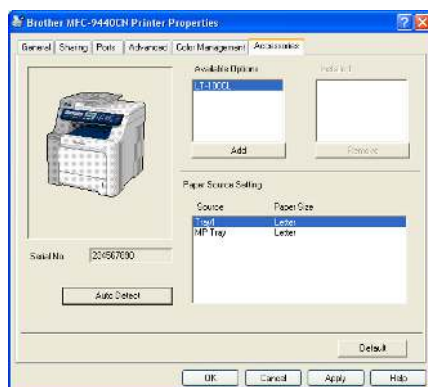 Brother MFC-9440CN Printer Properties
General Sharing Ports Advanced Color Management Accessories
Available Options
Installed
LT-100CL
Add
Remove
Paper Source Setting
Source Paper Size
Tray1 Letter
MP Tray Letter
Serial No.
234567890
Auto Detect
Default
OK Cancel Apply Help